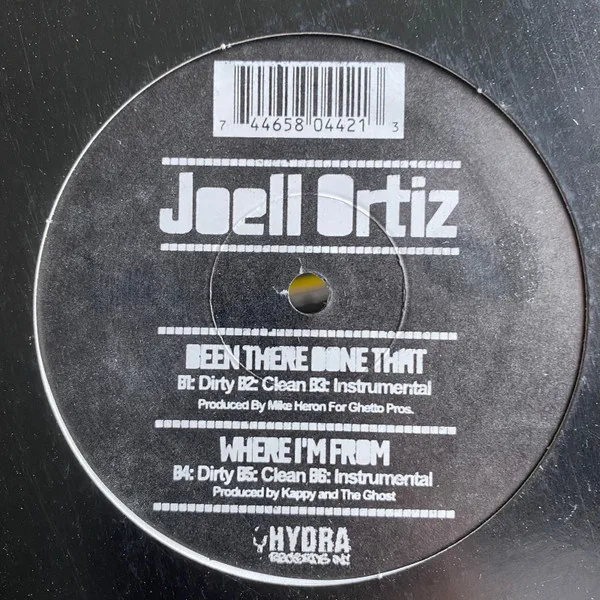 7 44658 04421 3
Joell Ortiz
BEEN THERE DONE THAT
B1: Dirty B2: Clean B3: Instrumental
Produced By Mike Heron For Ghetto Pros.
WHERE I'M FROM
B4: Dirty B5: Clean B6: Instrumental
Produced by Kappy and The Ghost
HYDRA
RECORDS INC